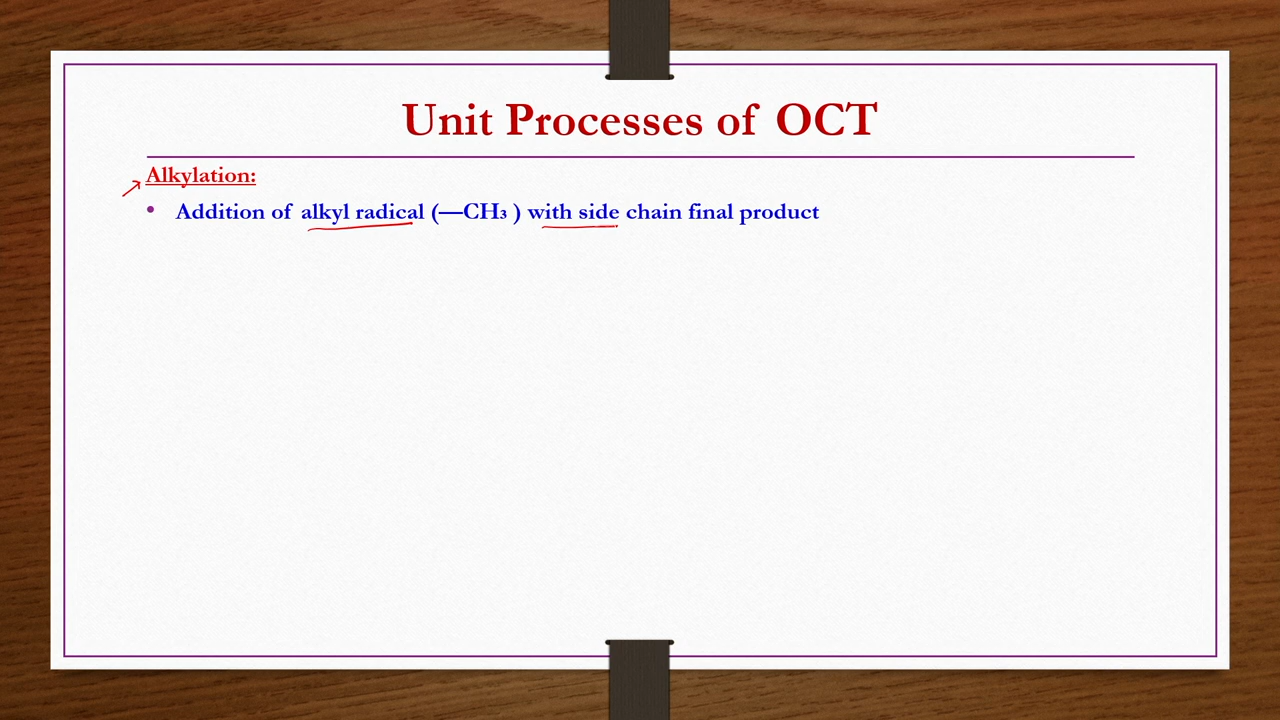 Unit Processes of OCT
Alkylation:
• Addition of alkyl radical (—CH₃ ) with side chain final product